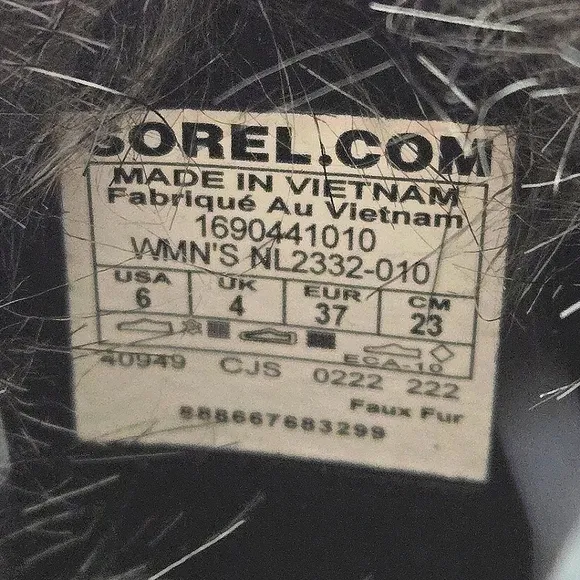 SOREL.COM
MADE IN VIETNAM
Fabriqué Au Vietnam
1690441010
WMN'S NL2332-010
USA UK EUR CM
6 4 37 23
ECA-10
40949 CJS 0222 222
Faux Fur
888667683299